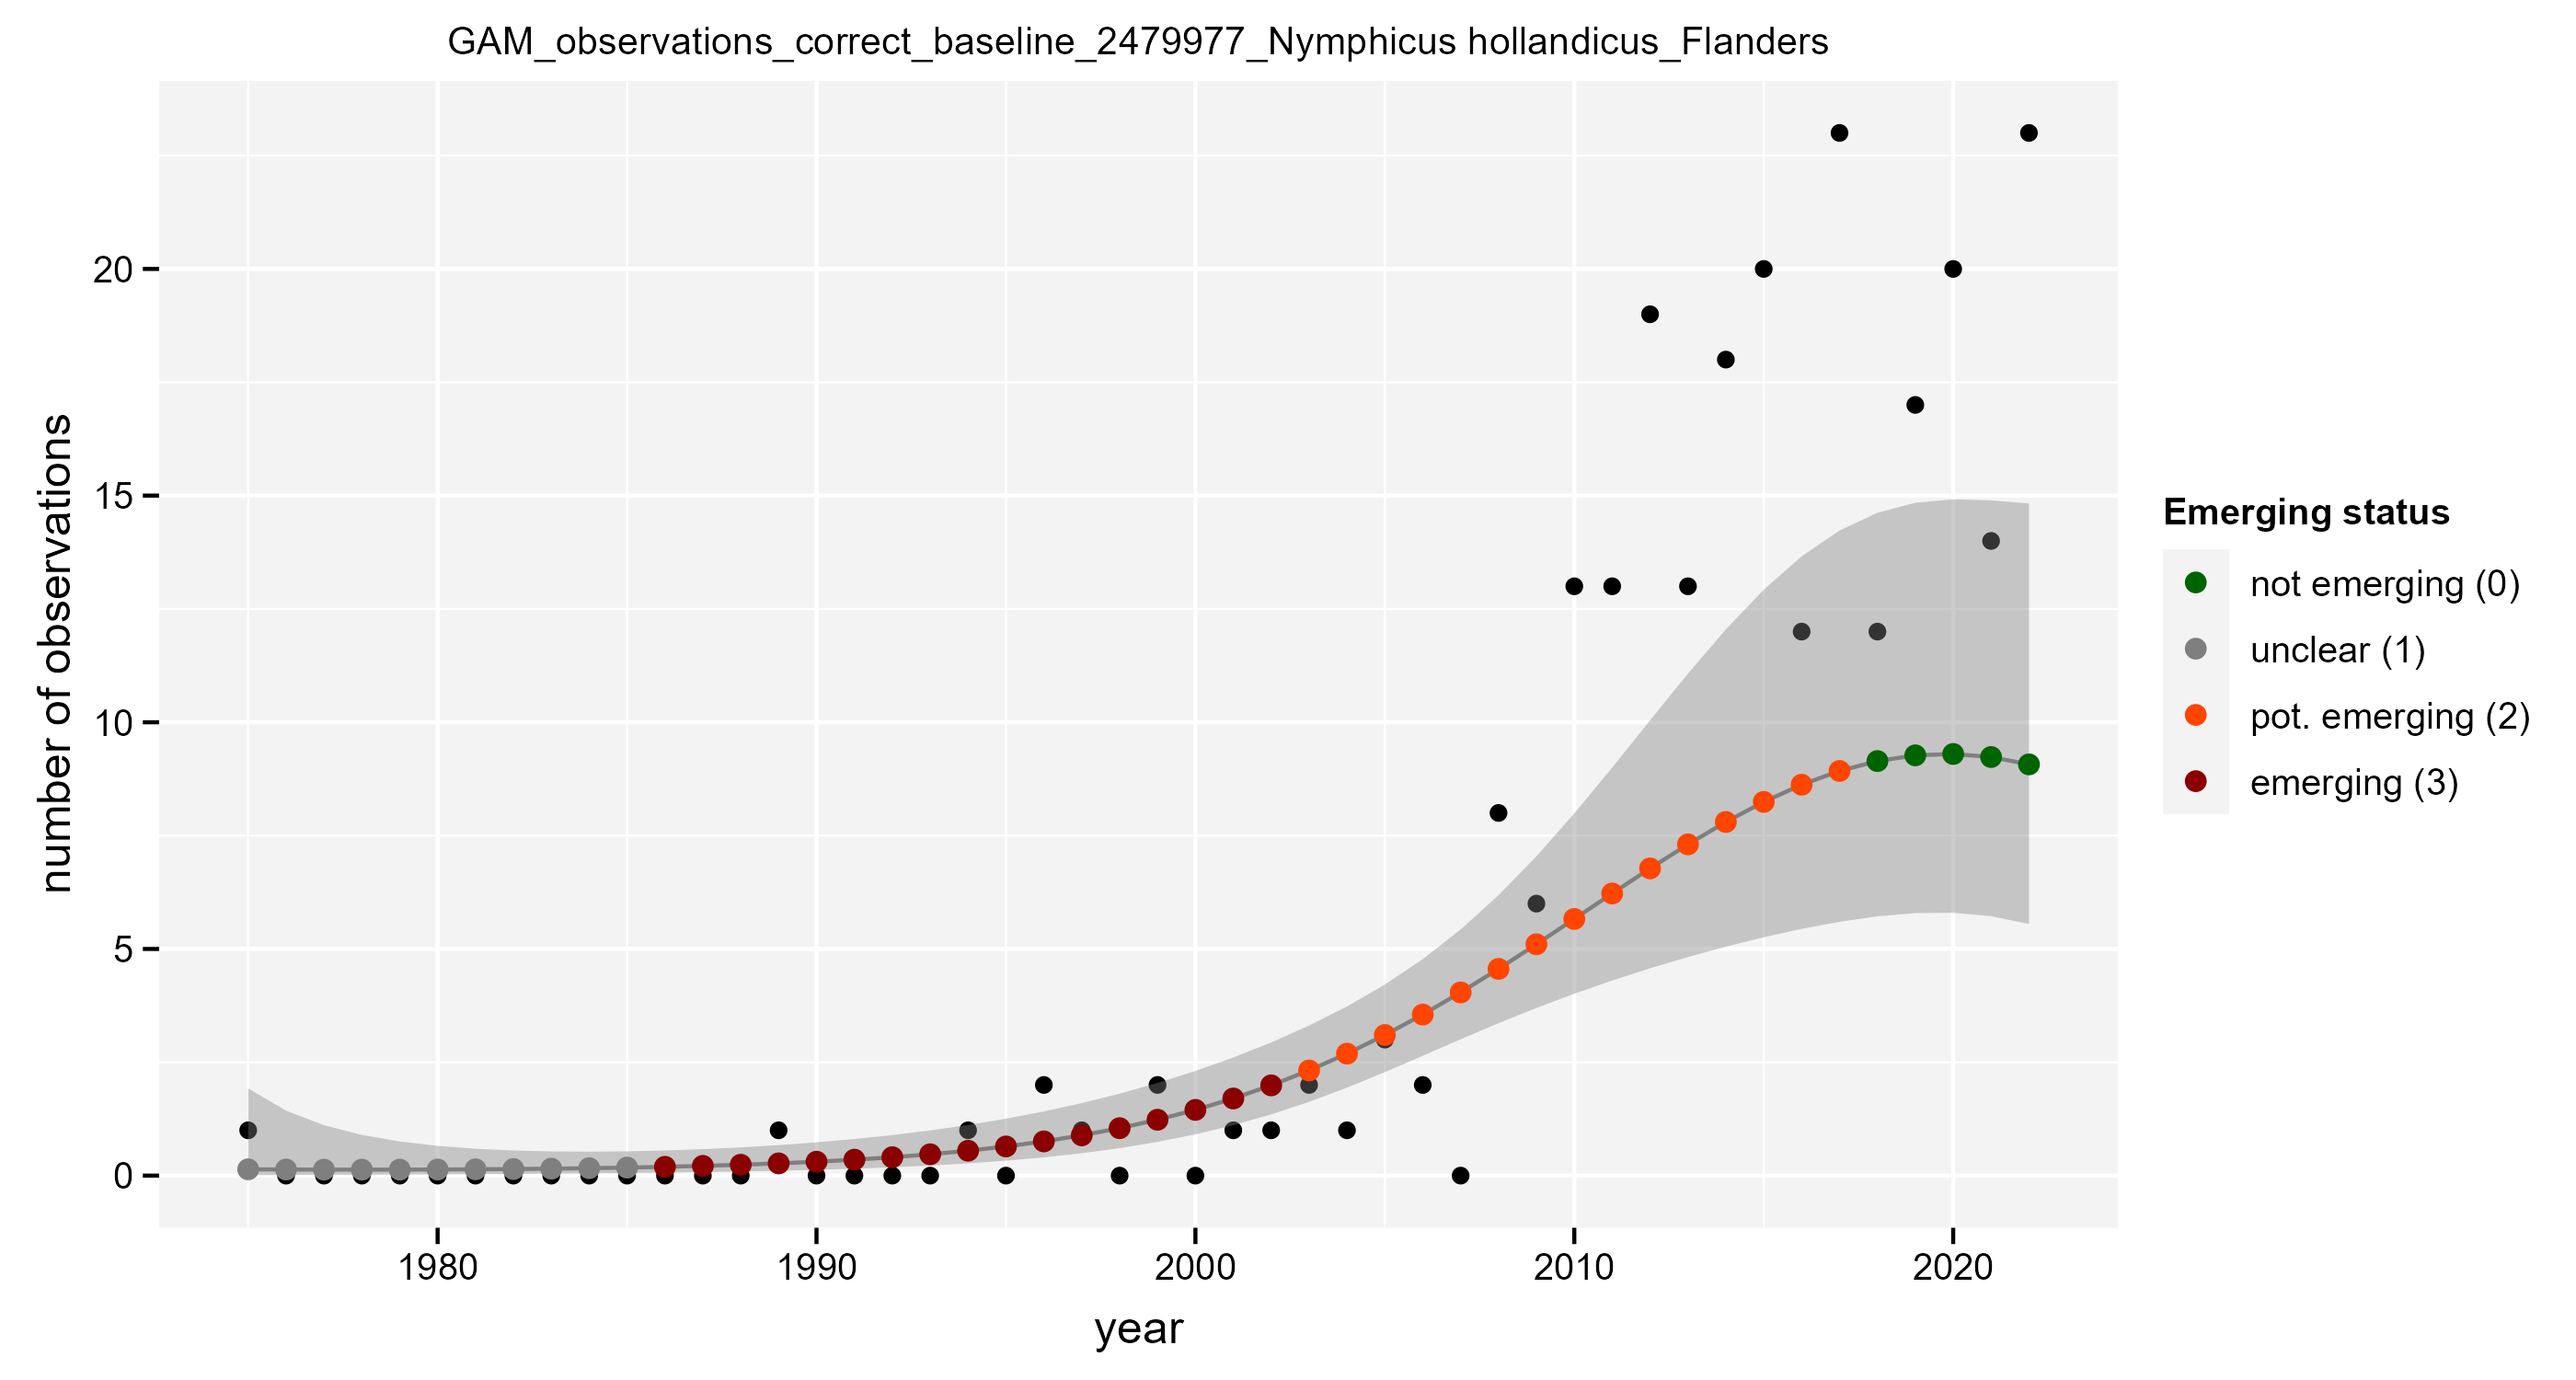 GAM_observations_correct_baseline_2479977_Nymphicus hollandicus_Flanders
number of observations
20
15
10
5
0
1980
1990
2000
2010
2020
year
Emerging status
not emerging (0)
unclear (1)
pot. emerging (2)
emerging (3)